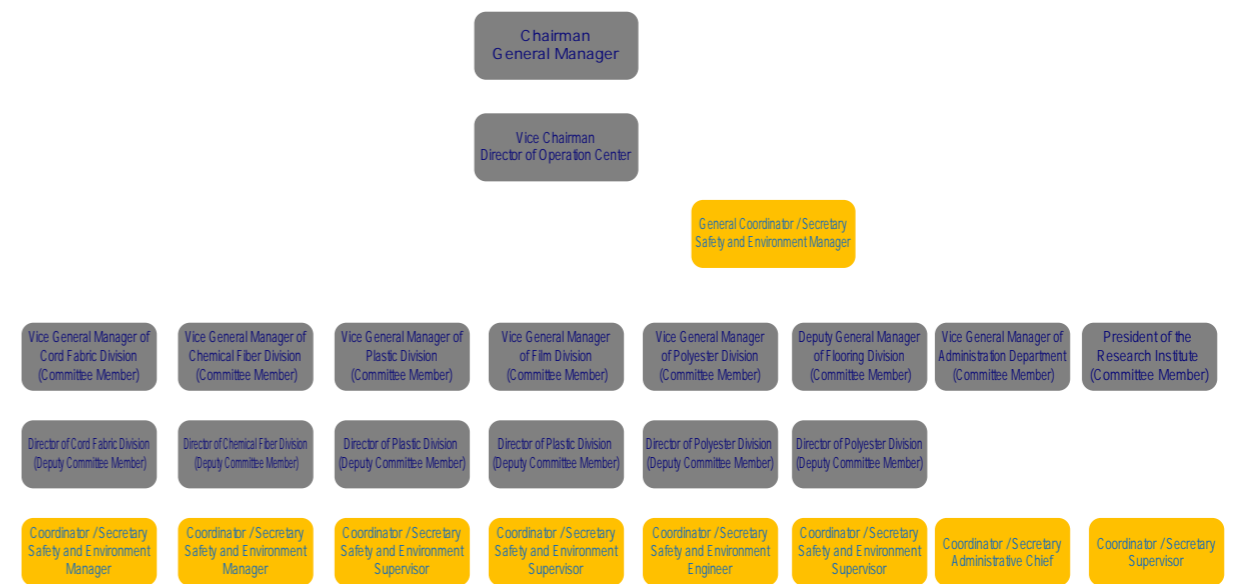 Chairman
General Manager
Vice Chairman
Director of Operation Center
General Coordinator / Secretary
Safety and Environment Manager
Vice General Manager of
Cord Fabric Division
(Committee Member)
Vice General Manager of
Chemical Fiber Division
(Committee Member)
Vice General Manager of
Plastic Division
(Committee Member)
Vice General Manager
of Film Division
(Committee Member)
Vice General Manager
of Polyester Division
(Committee Member)
Deputy General Manager
of Flooring Division
(Committee Member)
Vice General Manager of
Administration Department
(Committee Member)
President of the
Research Institute
(Committee Member)
Director of Cord Fabric Division
(Deputy Committee Member)
Director of Chemical Fiber Division
(Deputy Committee Member)
Director of Plastic Division
(Deputy Committee Member)
Director of Plastic Division
(Deputy Committee Member)
Director of Polyester Division
(Deputy Committee Member)
Director of Polyester Division
(Deputy Committee Member)
Coordinator / Secretary
Safety and Environment
Manager
Coordinator / Secretary
Safety and Environment
Manager
Coordinator / Secretary
Safety and Environment
Supervisor
Coordinator / Secretary
Safety and Environment
Supervisor
Coordinator / Secretary
Safety and Environment
Engineer
Coordinator / Secretary
Safety and Environment
Supervisor
Coordinator / Secretary
Administrative Chief
Coordinator / Secretary
Supervisor